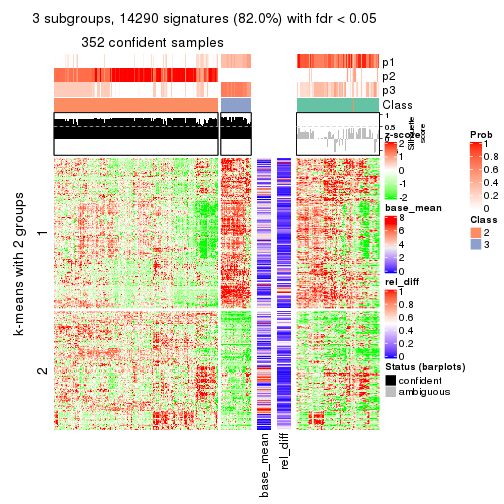 3 subgroups, 14290 signatures (82.0%) with fdr < 0.05
352 confident samples
p1
p2
p3
Class
1
0.5
0
Silhouette
score
k-means with 2 groups
1
2
base_mean
rel_diff
z-score
2
1
0
-1
-2
base_mean
8
6
4
2
0
rel_diff
1
0.8
0.6
0.4
0.2
0
Status (barplots)
confident
ambiguous
Prob
1
0.8
0.6
0.4
0.2
0
Class
2
3